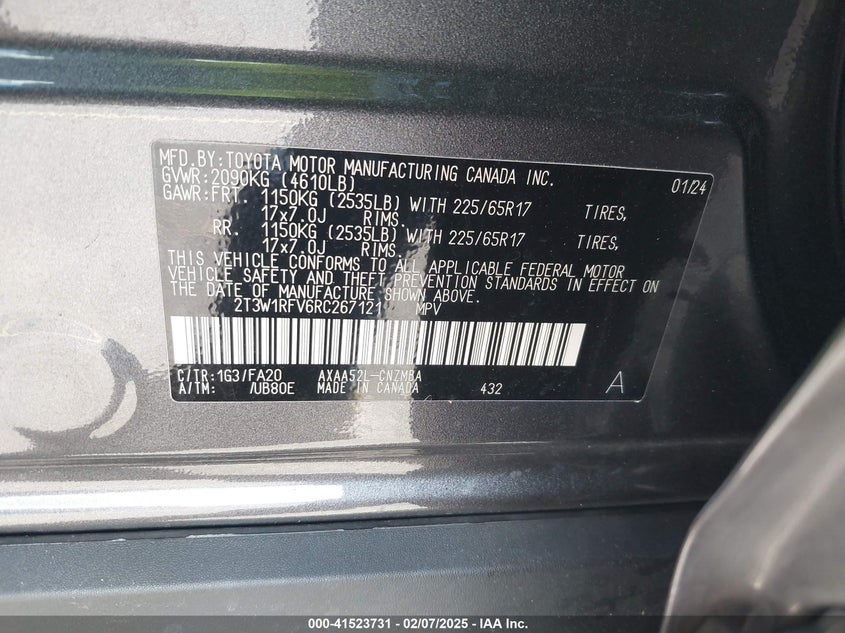 MFD.BY:TOYOTA MOTOR MANUFACTURING CANADA INC.
GVWR:2090KG (4610LB) 01/24
GAWR:FRT. 1150KG (2535LB) WITH 225/65R17 TIRES,
17x7.0J RIMS.
RR. 1150KG (2535LB) WITH 225/65R17 TIRES,
17x7.0J RIMS.
THIS VEHICLE CONFORMS TO ALL APPLICABLE FEDERAL MOTOR
VEHICLE SAFETY AND THEFT PREVENTION STANDARDS IN EFFECT ON
THE DATE OF MANUFACTURE SHOWN ABOVE.
2T3W1RFV6RC267121 MPV
C/TR:1G3/FA20 AXAA52L-CNZMBA
A/TM: /UB80E MADE IN CANADA 432 A
000-41523731 - 02/07/2025 - IAA Inc.